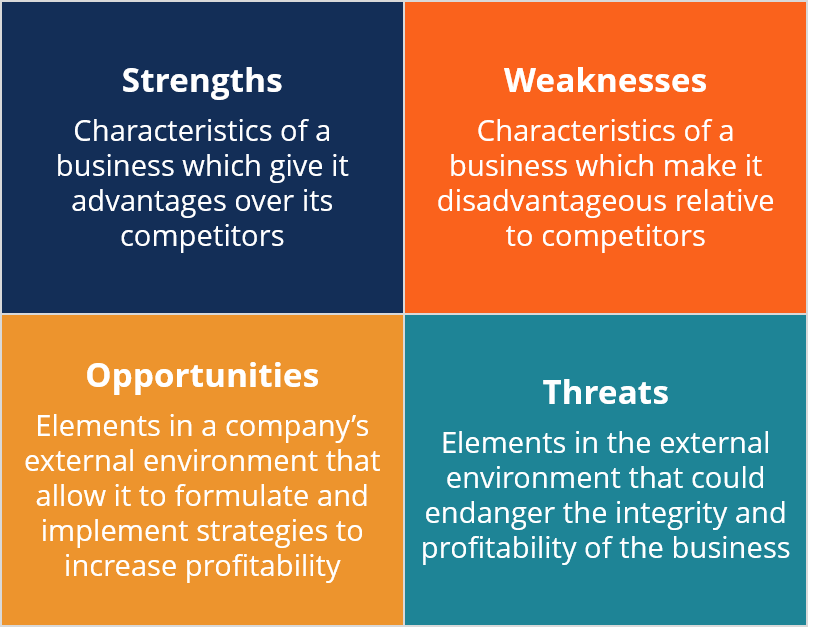 Strengths
Characteristics of a
business which give it
advantages over its
competitors
Weaknesses
Characteristics of a
business which make it
disadvantageous relative
to competitors
Opportunities
Elements in a company’s
external environment that
allow it to formulate and
implement strategies to
increase profitability
Threats
Elements in the external
environment that could
endanger the integrity and
profitability of the business